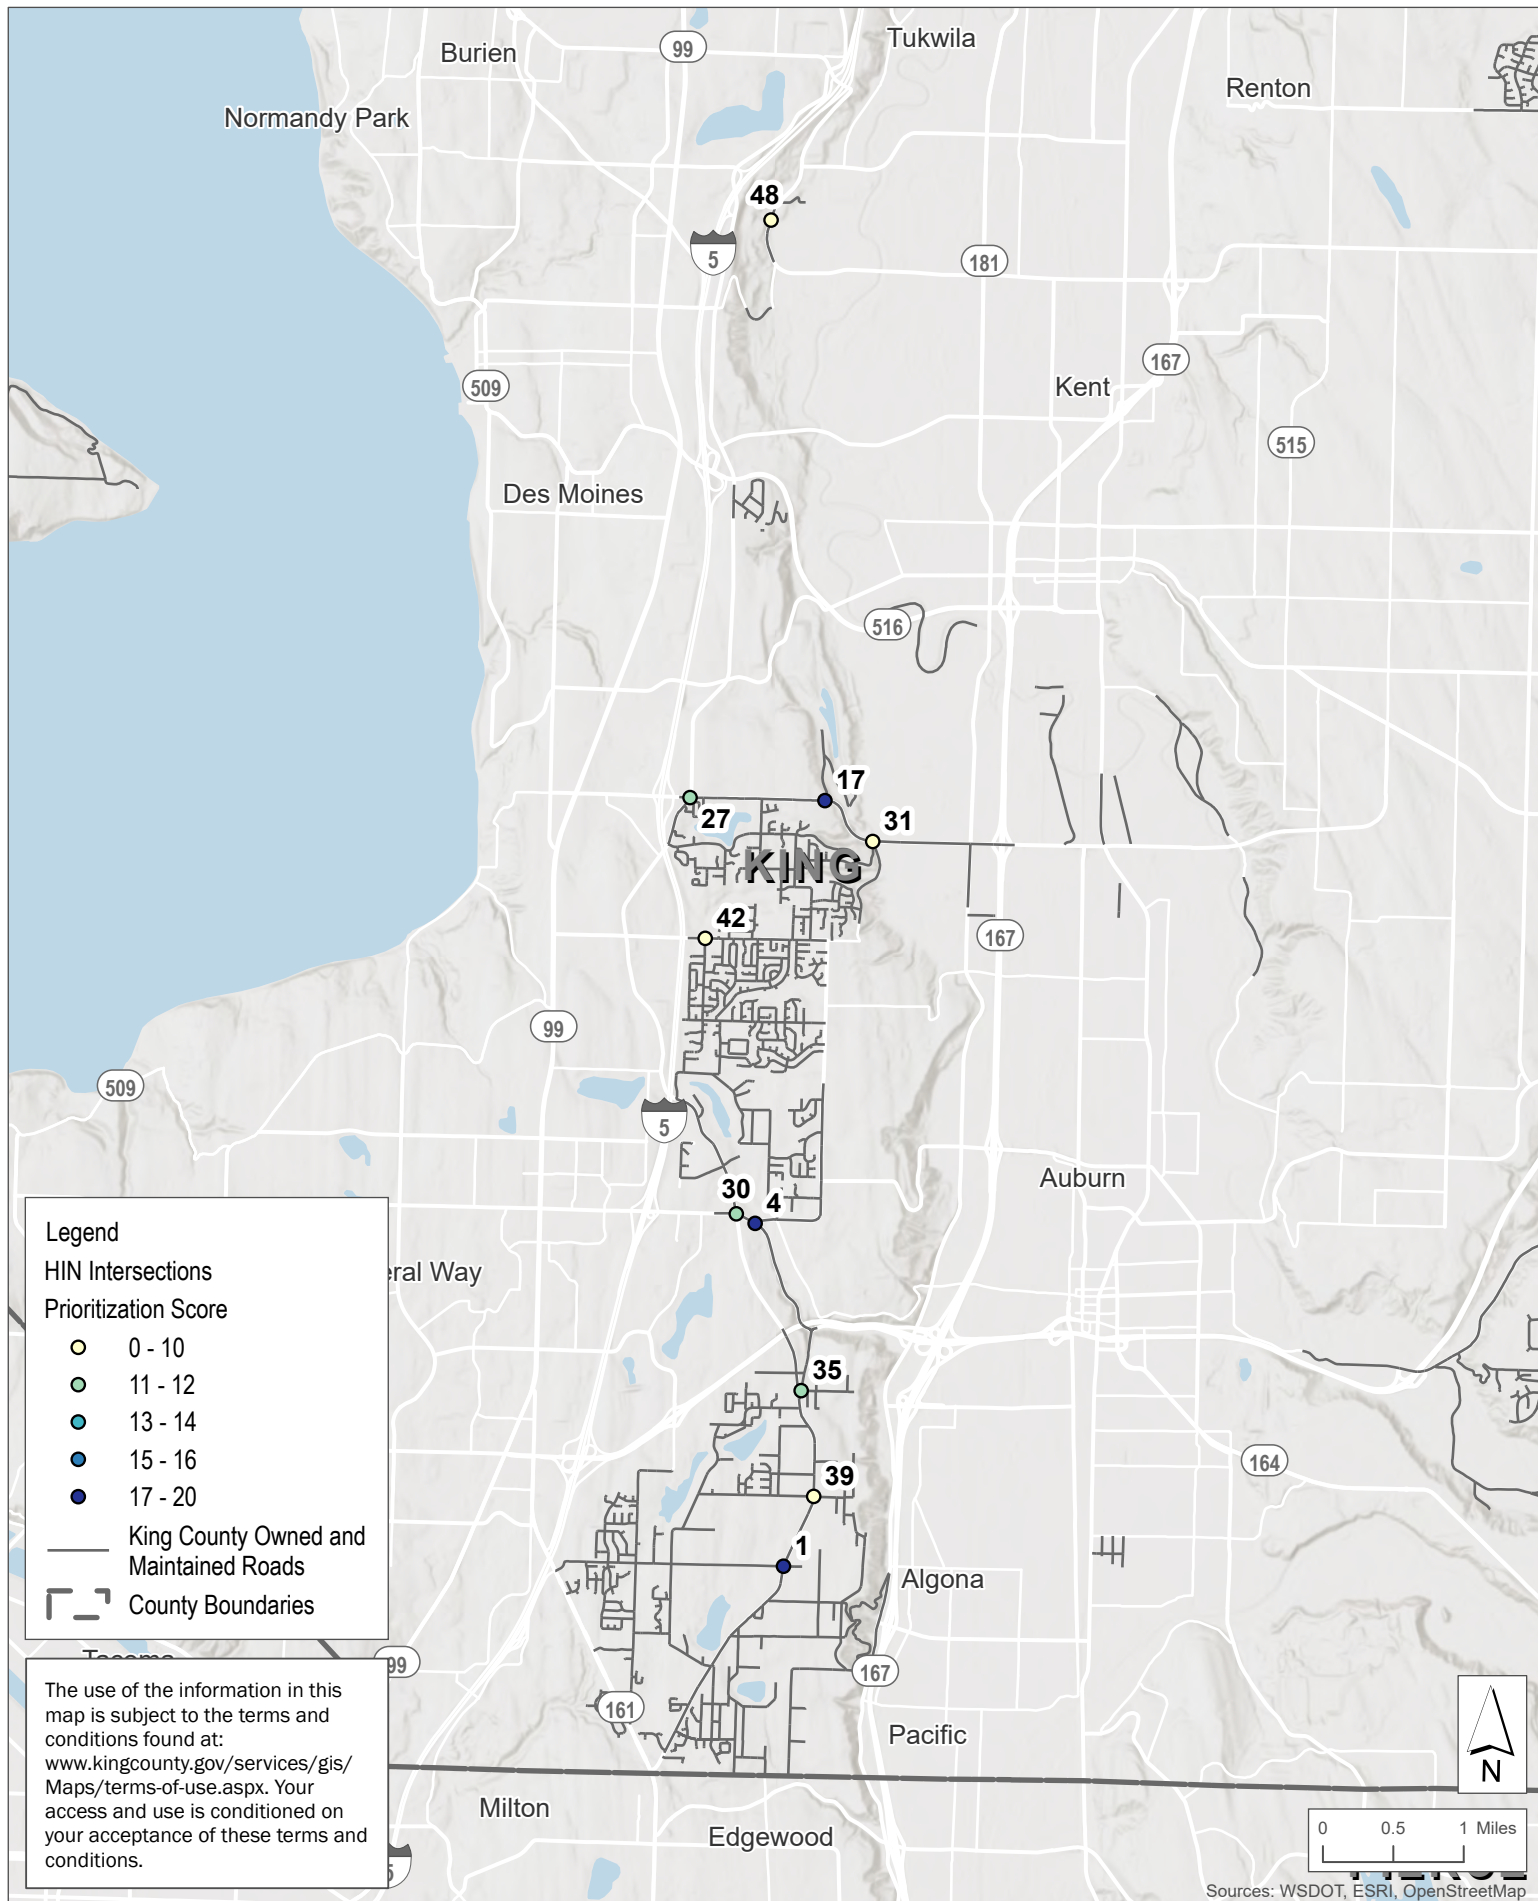 Burien
99
Tukwila
Renton
Normandy Park
48
5
181
167
509
Kent
515
Des Moines
516
17
27
31
KING
42
167
99
509
5
Auburn
30
4
eral Way
35
164
39
1
Algona
99
167
161
Pacific
Milton
Edgewood
Legend
HIN Intersections
Prioritization Score
0 - 10
11 - 12
13 - 14
15 - 16
17 - 20
King County Owned and
Maintained Roads
County Boundaries
The use of the information in this
map is subject to the terms and
conditions found at:
www.kingcounty.gov/services/gis/
Maps/terms-of-use.aspx. Your
access and use is conditioned on
your acceptance of these terms and
conditions.
N
0 0.5 1 Miles
Sources: WSDOT, ESRI, OpenStreetMap